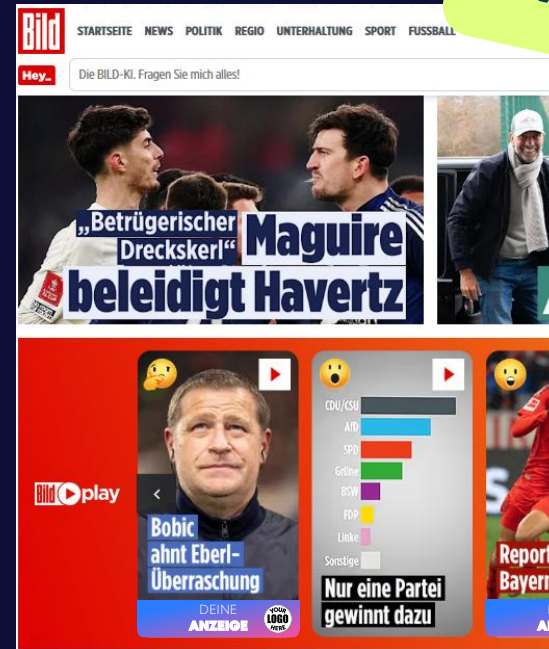 Bild
STARTSEITE NEWS POLITIK REGIO UNTERHALTUNG SPORT FUSSBALL
Hey_
Die BILD-KI. Fragen Sie mich alles!
„Betrügerischer
Dreckskerl“ Maguire
beleidigt Havertz
A
Bild play
Bobic
ahnt Eberl-
Überraschung
DEINE
ANZEIGE
YOUR
LOGO
HERE
CDU/CSU
AfD
SPD
Grüne
BSW
FDP
Linke
Sonstige
Nur eine Partei
gewinnt dazu
Report
Bayern